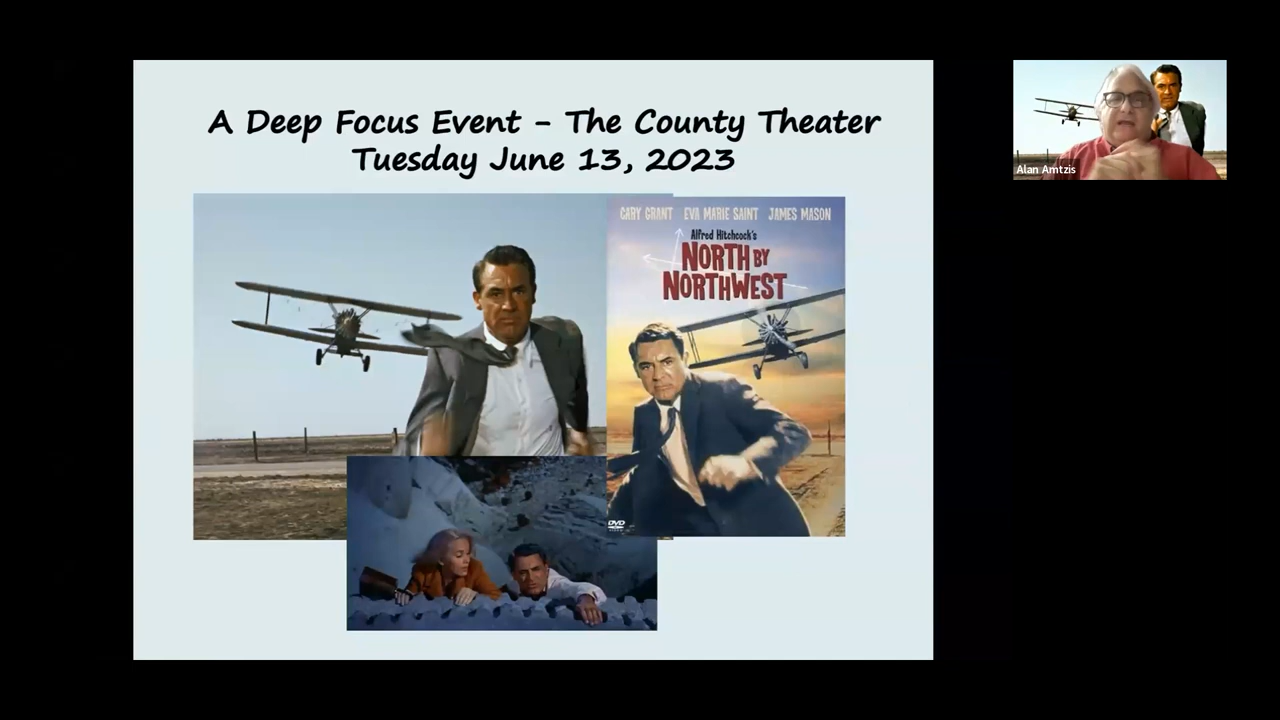 A Deep Focus Event - The County Theater
Tuesday June 13, 2023
CARY GRANT EVA MARIE SAINT JAMES MASON
Alfred Hitchcock's
NORTH BY
NORTHWEST
DVD
VIDEO
Alan Amtzis